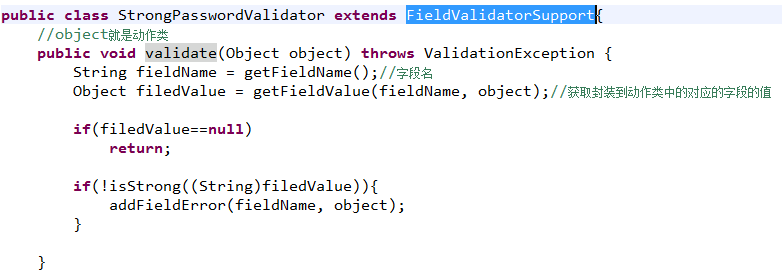 public class StrongPasswordValidator extends FieldValidatorSupport{
//object就是动作类
public void validate(Object object) throws ValidationException {
String fieldName = getFieldName();//字段名
Object filedValue = getFieldValue(fieldName, object);//获取封装到动作类中的对应的字段的值
if(filedValue==null)
return;
if(!isStrong((String)filedValue)){
addFieldError(fieldName, object);
}
}